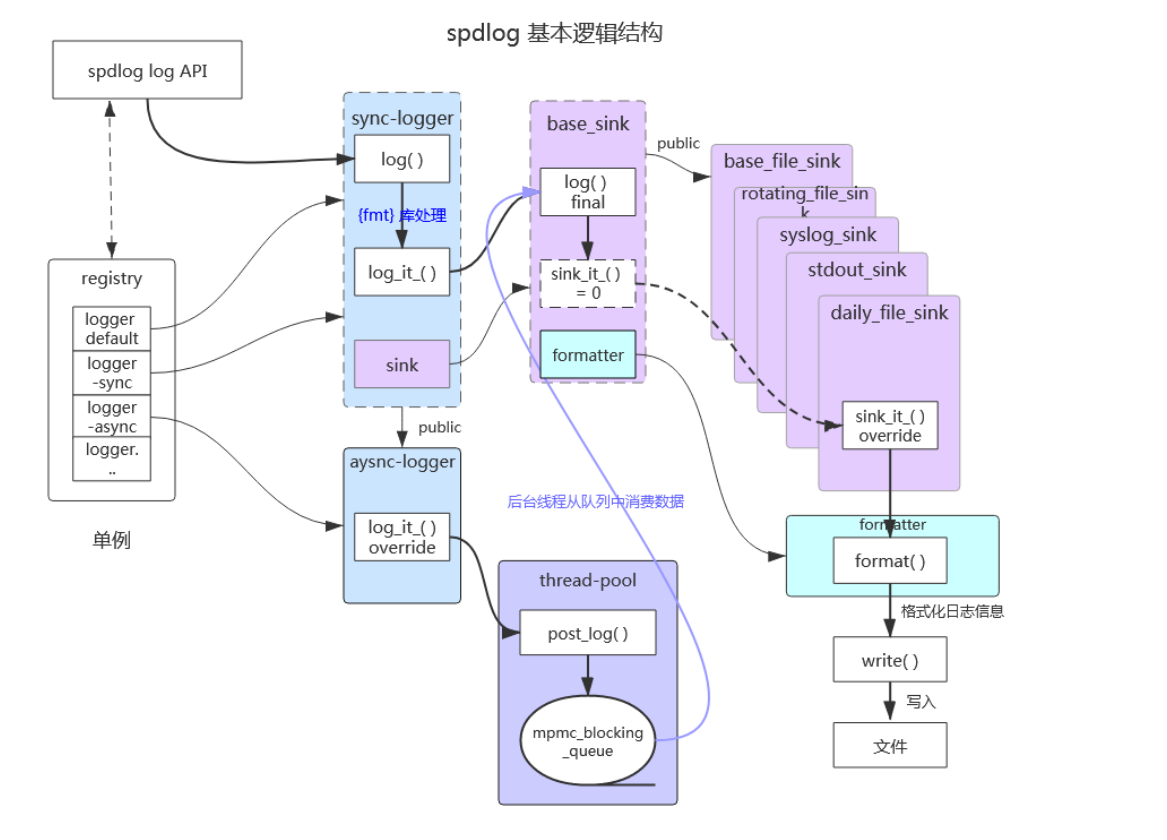 spdlog 基本逻辑结构
spdlog log API
sync-logger
log( )
{fmt} 库处理
log_it_( )
sink
base_sink
log( )
final
sink_it_( )
= 0
formatter
public
base_file_sink
rotating_file_sin
k
syslog_sink
stdout_sink
daily_file_sink
sink_it_( )
override
registry
logger
default
logger
-sync
logger
-async
logger.
..
单例
public
aysnc-logger
log_it_( )
override
后台线程从队列中消费数据
thread-pool
post_log( )
mpmc_blocking
_queue
formatter
format( )
格式化日志信息
write( )
写入
文件